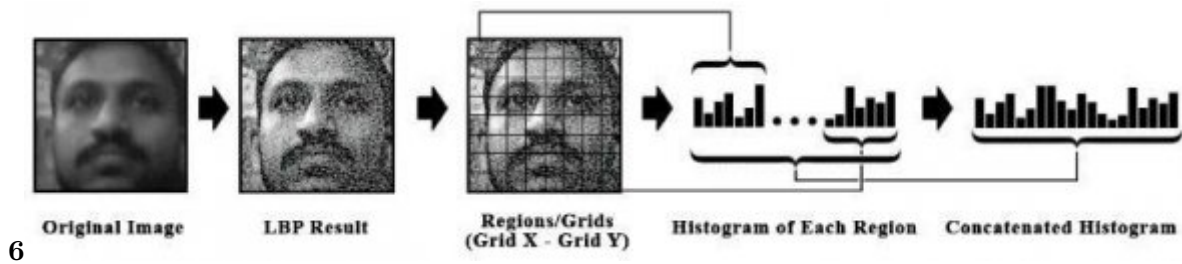 Original Image
LBP Result
Regions/Grids
(Grid X - Grid Y)
Histogram of Each Region
Concatenated Histogram
6